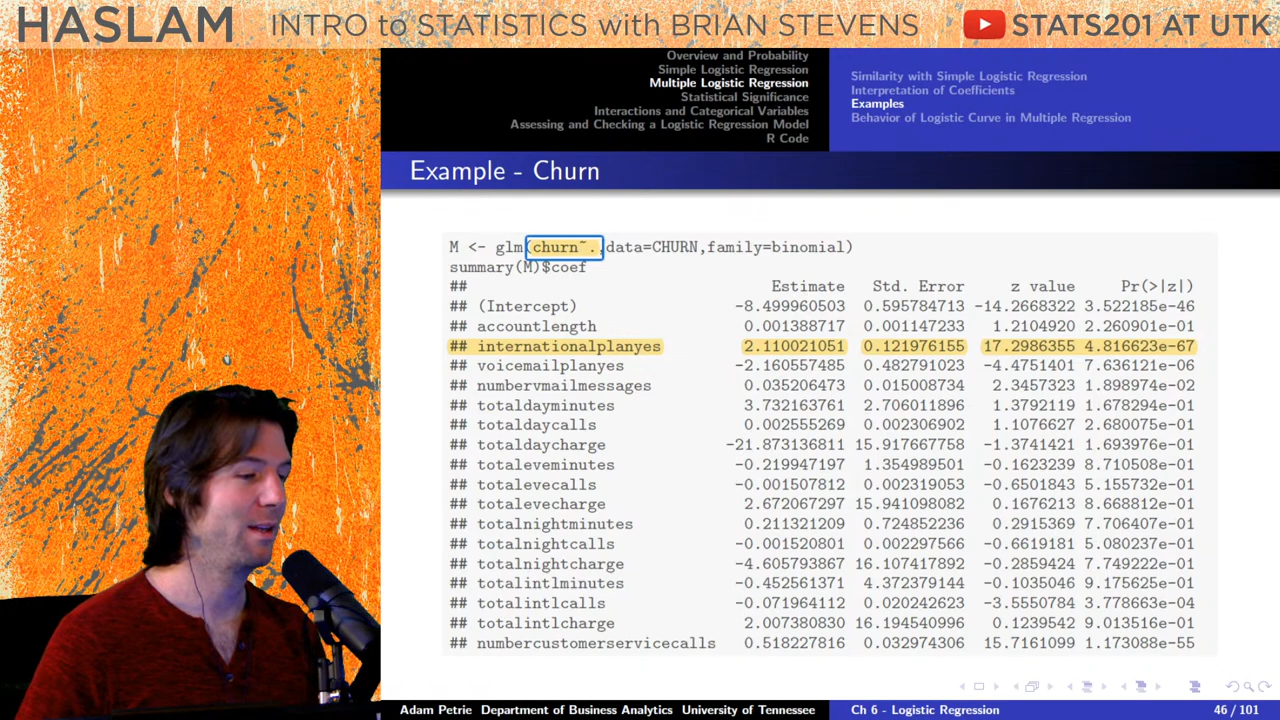 HASLAM INTRO to STATISTICS with BRIAN STEVENS STATS201 AT UTK
Overview and Probability
Simple Logistic Regression
Multiple Logistic Regression
Statistical Significance
Interactions and Categorical Variables
Assessing and Checking a Logistic Regression Model
R Code
Similarity with Simple Logistic Regression
Interpretation of Coefficients
Examples
Behavior of Logistic Curve in Multiple Regression
Example - Churn
M <- glm(churn~.,data=CHURN,family=binomial)
summary(M)$coef
## Estimate Std. Error z value Pr(>|z|)
## (Intercept) -8.499960503 0.595784713 -14.2668322 3.522185e-46
## accountlength 0.001388717 0.001147233 1.2104920 2.260901e-01
## internationalplanyes 2.110021051 0.121976155 17.2986355 4.816623e-67
## voicemailplanyes -2.160557485 0.482791023 -4.4751401 7.636121e-06
## numbervmailmessages 0.035206473 0.015008734 2.3457323 1.898974e-02
## totaldayminutes 3.732163761 2.706011896 1.3792119 1.678294e-01
## totaldaycalls 0.002555269 0.002306902 1.1076627 2.680075e-01
## totaldaycharge -21.873136811 15.917667758 -1.3741421 1.693976e-01
## totaleveminutes -0.219947197 1.354989501 -0.1623239 8.710508e-01
## totalevecalls -0.001507812 0.002319053 -0.6501843 5.155732e-01
## totalevecharge 2.672067297 15.941098082 0.1676213 8.668812e-01
## totalnightminutes 0.211321209 0.724852236 0.2915369 7.706407e-01
## totalnightcalls -0.001520801 0.002297566 -0.6619181 5.080237e-01
## totalnightcharge -4.605793867 16.107417892 -0.2859424 7.749222e-01
## totalintlminutes -0.452561371 4.372379144 -0.1035046 9.175625e-01
## totalintlcalls -0.071964112 0.020242623 -3.5550784 3.778663e-04
## totalintlcharge 2.007380830 16.194540996 0.1239542 9.013516e-01
## numbercustomerservicecalls 0.518227816 0.032974306 15.7161099 1.173088e-55
Adam Petrie Department of Business Analytics University of Tennessee Ch 6 - Logistic Regression 46 / 101